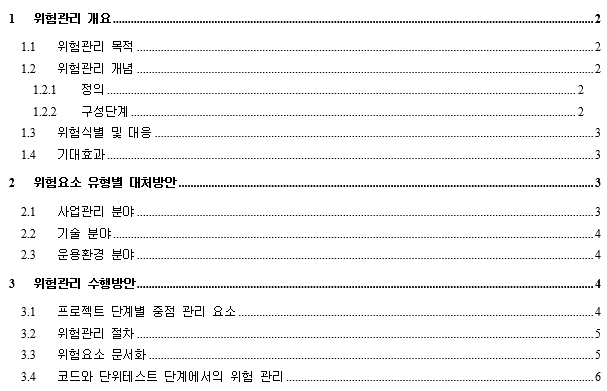 1 위험관리 개요 2
1.1 위험관리 목적 2
1.2 위험관리 개념 2
1.2.1 정의 2
1.2.2 구성단계 2
1.3 위험식별 및 대응 3
1.4 기대효과 3
2 위험요소 유형별 대처방안 3
2.1 사업관리 분야 3
2.2 기술 분야 4
2.3 운용환경 분야 4
3 위험관리 수행방안 4
3.1 프로젝트 단계별 중점 관리 요소 4
3.2 위험관리 절차 5
3.3 위험요소 문서화 5
3.4 코드와 단위테스트 단계에서의 위험 관리 6